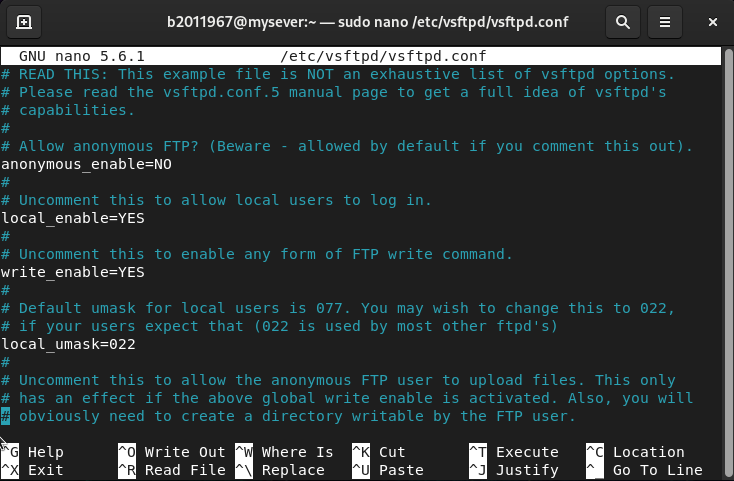 b2011967@mysever:~ — sudo nano /etc/vsftpd/vsftpd.conf
GNU nano 5.6.1 /etc/vsftpd/vsftpd.conf
# READ THIS: This example file is NOT an exhaustive list of vsftpd options.
# Please read the vsftpd.conf.5 manual page to get a full idea of vsftpd's
# capabilities.
#
# Allow anonymous FTP? (Beware - allowed by default if you comment this out).
anonymous_enable=NO
#
# Uncomment this to allow local users to log in.
local_enable=YES
#
# Uncomment this to enable any form of FTP write command.
write_enable=YES
#
# Default umask for local users is 077. You may wish to change this to 022,
# if your users expect that (022 is used by most other ftpd's)
local_umask=022
#
# Uncomment this to allow the anonymous FTP user to upload files. This only
# has an effect if the above global write enable is activated. Also, you will
# obviously need to create a directory writable by the FTP user.
^G Help ^O Write Out ^W Where Is ^K Cut ^T Execute ^C Location
^X Exit ^R Read File ^\ Replace ^U Paste ^J Justify ^_ Go To Line